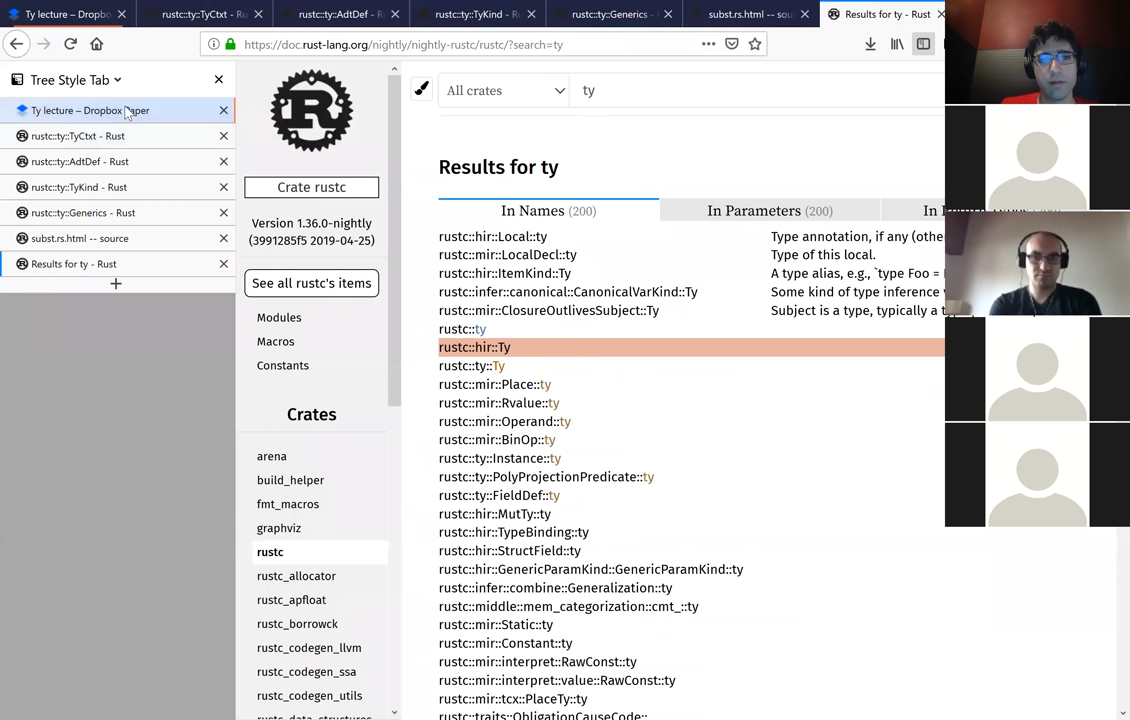 Ty lecture – Dropbox
rustc::ty::TyCtxt - Ru
rustc::ty::AdtDef - R
rustc::ty::TyKind - R
rustc::ty::Generics -
subst.rs.html -- sou
Results for ty - Rust
https://doc.rust-lang.org/nightly/nightly-rustc/rustc/?search=ty
Tree Style Tab
Ty lecture – Dropbox Paper
rustc::ty::TyCtxt - Rust
rustc::ty::AdtDef - Rust
rustc::ty::TyKind - Rust
rustc::ty::Generics - Rust
subst.rs.html -- source
Results for ty - Rust
R
Crate rustc
Version 1.36.0-nightly
(3991285f5 2019-04-25)
See all rustc's items
Modules
Macros
Constants
Crates
arena
build_helper
fmt_macros
graphviz
rustc
rustc_allocator
rustc_apfloat
rustc_borrowck
rustc_codegen_llvm
rustc_codegen_ssa
rustc_codegen_utils
rustc_data_structures
All crates
ty
Results for ty
In Names (200)
In Parameters (200)
In
rustc::hir::Local::ty Type annotation, if any (othe
rustc::mir::LocalDecl::ty Type of this local.
rustc::hir::ItemKind::Ty A type alias, e.g., `type Foo =
rustc::infer::canonical::CanonicalVarKind::Ty Some kind of type inference
rustc::mir::ClosureOutlivesSubject::Ty Subject is a type, typically a
rustc::ty
rustc::hir::Ty
rustc::ty::Ty
rustc::mir::Place::ty
rustc::mir::Rvalue::ty
rustc::mir::Operand::ty
rustc::mir::BinOp::ty
rustc::ty::Instance::ty
rustc::ty::PolyProjectionPredicate::ty
rustc::ty::FieldDef::ty
rustc::hir::MutTy::ty
rustc::hir::TypeBinding::ty
rustc::hir::StructField::ty
rustc::hir::GenericParamKind::GenericParamKind::ty
rustc::infer::combine::Generalization::ty
rustc::middle::mem_categorization::cmt_::ty
rustc::mir::Static::ty
rustc::mir::Constant::ty
rustc::mir::interpret::RawConst::ty
rustc::mir::interpret::value::RawConst::ty
rustc::mir::tcx::PlaceTy::ty
rustc::traits::ObligationCauseCode::